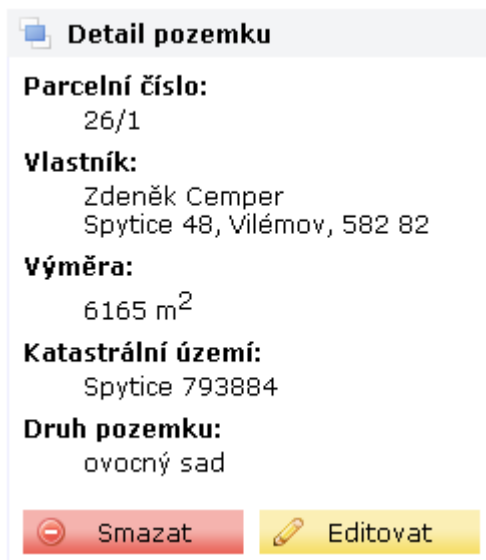 Detail pozemku
Parcelní číslo:
26/1
Vlastník:
Zdeněk Cemper
Spytice 48, Vilémov, 582 82
Výměra:
6165 m²
Katastrální území:
Spytice 793884
Druh pozemku:
ovocný sad
Smazat Editovat